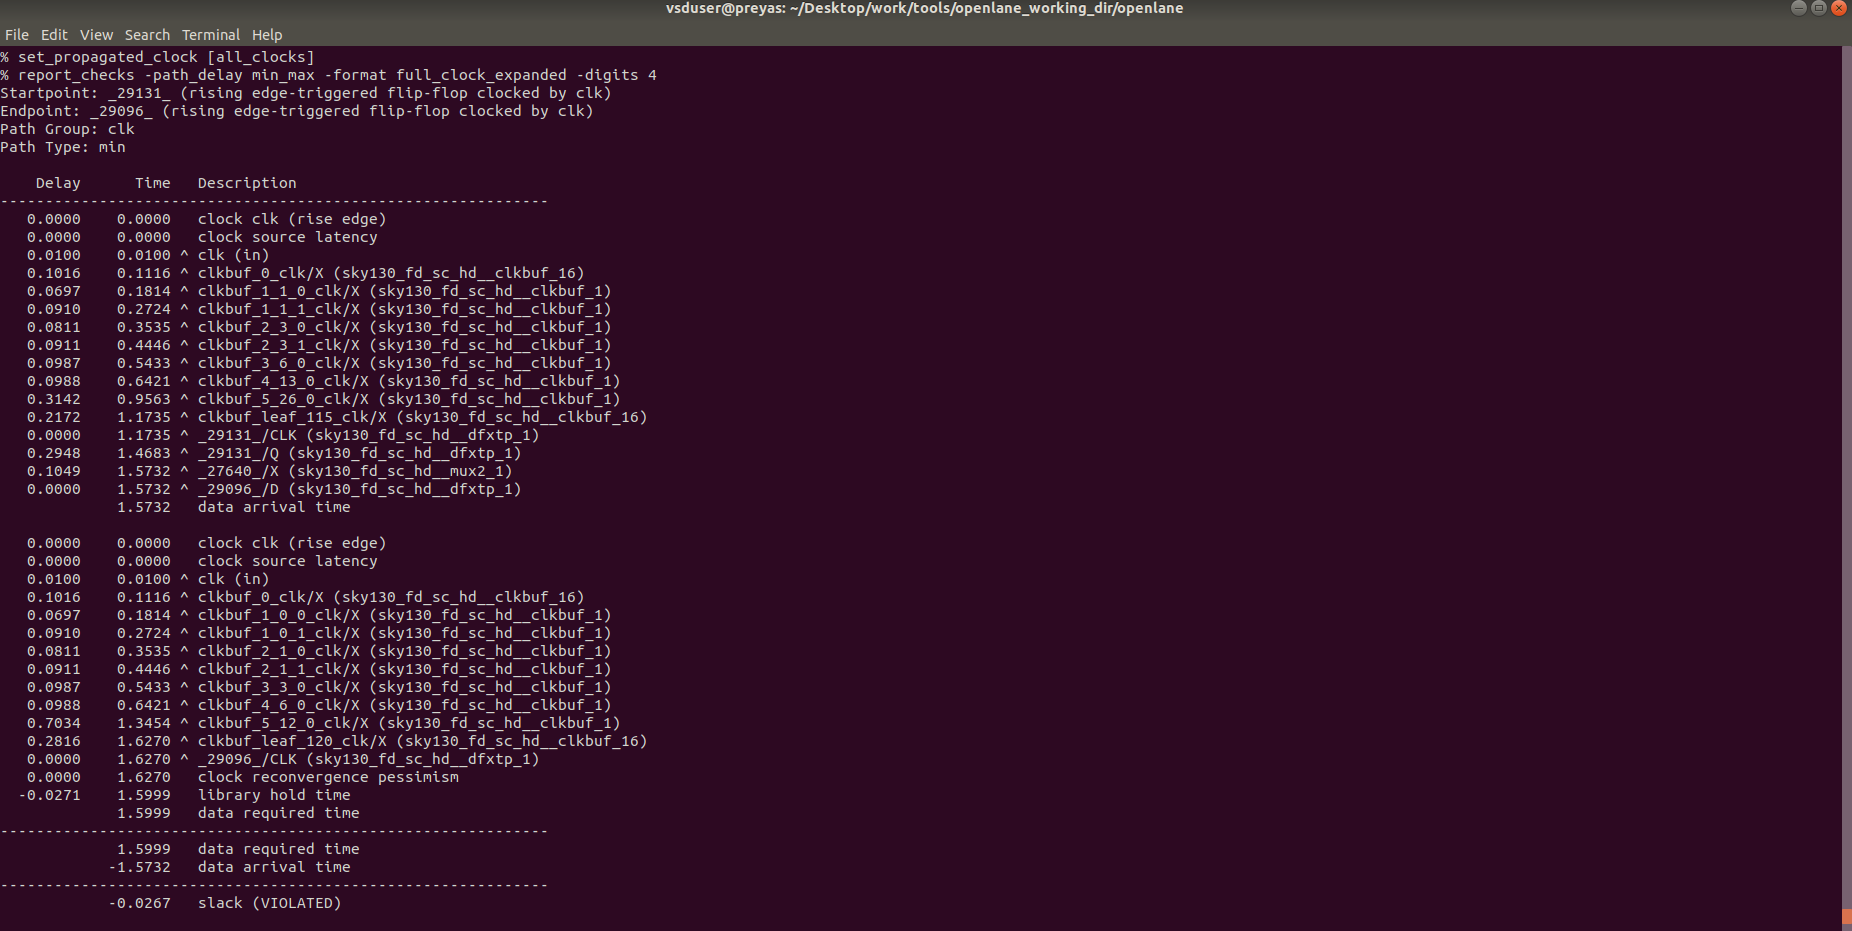 vsduser@preyas: ~/Desktop/work/tools/openlane_working_dir/openlane
File Edit View Search Terminal Help
% set_propagated_clock [all_clocks]
% report_checks -path_delay min_max -format full_clock_expanded -digits 4
Startpoint: _29131_ (rising edge-triggered flip-flop clocked by clk)
Endpoint: _29096_ (rising edge-triggered flip-flop clocked by clk)
Path Group: clk
Path Type: min
Delay Time Description
-------------------------------------------------------------
0.0000 0.0000 clock clk (rise edge)
0.0000 0.0000 clock source latency
0.0100 0.0100 ^ clk (in)
0.1016 0.1116 ^ clkbuf_0_clk/X (sky130_fd_sc_hd__clkbuf_16)
0.0697 0.1814 ^ clkbuf_1_1_0_clk/X (sky130_fd_sc_hd__clkbuf_1)
0.0910 0.2724 ^ clkbuf_1_1_1_clk/X (sky130_fd_sc_hd__clkbuf_1)
0.0811 0.3535 ^ clkbuf_2_3_0_clk/X (sky130_fd_sc_hd__clkbuf_1)
0.0911 0.4446 ^ clkbuf_2_3_1_clk/X (sky130_fd_sc_hd__clkbuf_1)
0.0987 0.5433 ^ clkbuf_3_6_0_clk/X (sky130_fd_sc_hd__clkbuf_1)
0.0988 0.6421 ^ clkbuf_4_13_0_clk/X (sky130_fd_sc_hd__clkbuf_1)
0.3142 0.9563 ^ clkbuf_5_26_0_clk/X (sky130_fd_sc_hd__clkbuf_1)
0.2172 1.1735 ^ clkbuf_leaf_115_clk/X (sky130_fd_sc_hd__clkbuf_16)
0.0000 1.1735 ^ _29131_/CLK (sky130_fd_sc_hd__dfxtp_1)
0.2948 1.4683 ^ _29131_/Q (sky130_fd_sc_hd__dfxtp_1)
0.1049 1.5732 ^ _27640_/X (sky130_fd_sc_hd__mux2_1)
0.0000 1.5732 ^ _29096_/D (sky130_fd_sc_hd__dfxtp_1)
1.5732 data arrival time
0.0000 0.0000 clock clk (rise edge)
0.0000 0.0000 clock source latency
0.0100 0.0100 ^ clk (in)
0.1016 0.1116 ^ clkbuf_0_clk/X (sky130_fd_sc_hd__clkbuf_16)
0.0697 0.1814 ^ clkbuf_1_0_0_clk/X (sky130_fd_sc_hd__clkbuf_1)
0.0910 0.2724 ^ clkbuf_1_0_1_clk/X (sky130_fd_sc_hd__clkbuf_1)
0.0811 0.3535 ^ clkbuf_2_1_0_clk/X (sky130_fd_sc_hd__clkbuf_1)
0.0911 0.4446 ^ clkbuf_2_1_1_clk/X (sky130_fd_sc_hd__clkbuf_1)
0.0987 0.5433 ^ clkbuf_3_3_0_clk/X (sky130_fd_sc_hd__clkbuf_1)
0.0988 0.6421 ^ clkbuf_4_6_0_clk/X (sky130_fd_sc_hd__clkbuf_1)
0.7034 1.3454 ^ clkbuf_5_12_0_clk/X (sky130_fd_sc_hd__clkbuf_1)
0.2816 1.6270 ^ clkbuf_leaf_120_clk/X (sky130_fd_sc_hd__clkbuf_16)
0.0000 1.6270 ^ _29096_/CLK (sky130_fd_sc_hd__dfxtp_1)
0.0000 1.6270 clock reconvergence pessimism
-0.0271 1.5999 library hold time
1.5999 data required time
-------------------------------------------------------------
1.5999 data required time
-1.5732 data arrival time
-------------------------------------------------------------
-0.0267 slack (VIOLATED)